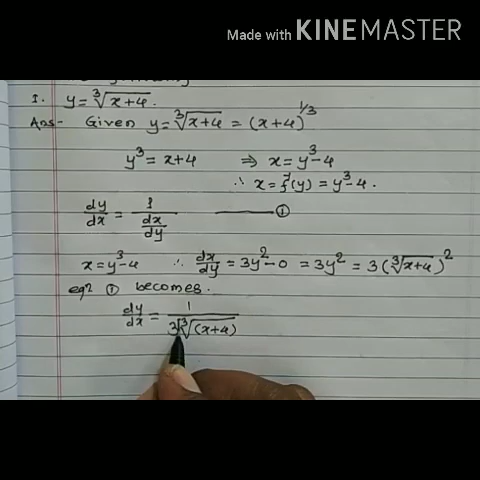 Made with KINEMASTER
1. y = ∛(x+4).
Ans- Given y = ∛(x+4) = (x+4)^1/3
y³ = x+4 ⇒ x = y³-4
∴ x = f⁻¹(y) = y³-4.
dy/dx = 1/(dx/dy) ——— ①
x = y³-4 ∴ dx/dy = 3y²-0 = 3y² = 3(∛(x+4))²
eqn ① becomes.
dy/dx = 1/(3 ∛(x+4))